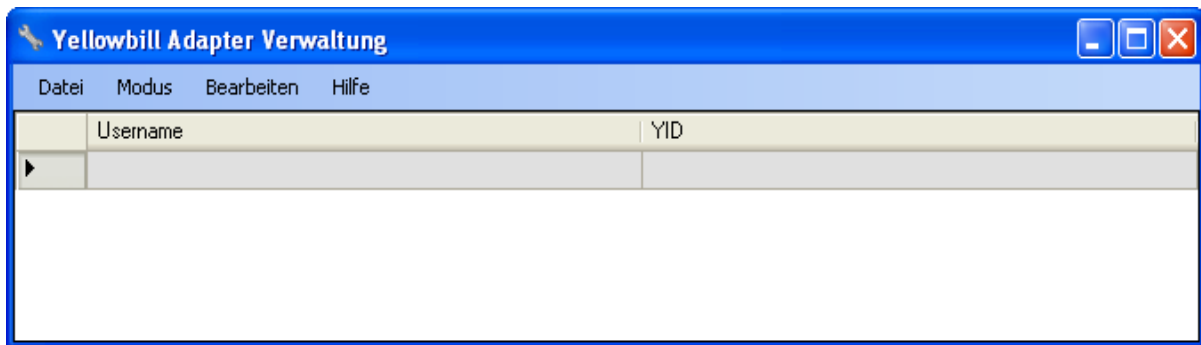 Yellowbill Adapter Verwaltung
Datei Modus Bearbeiten Hilfe
Username YID